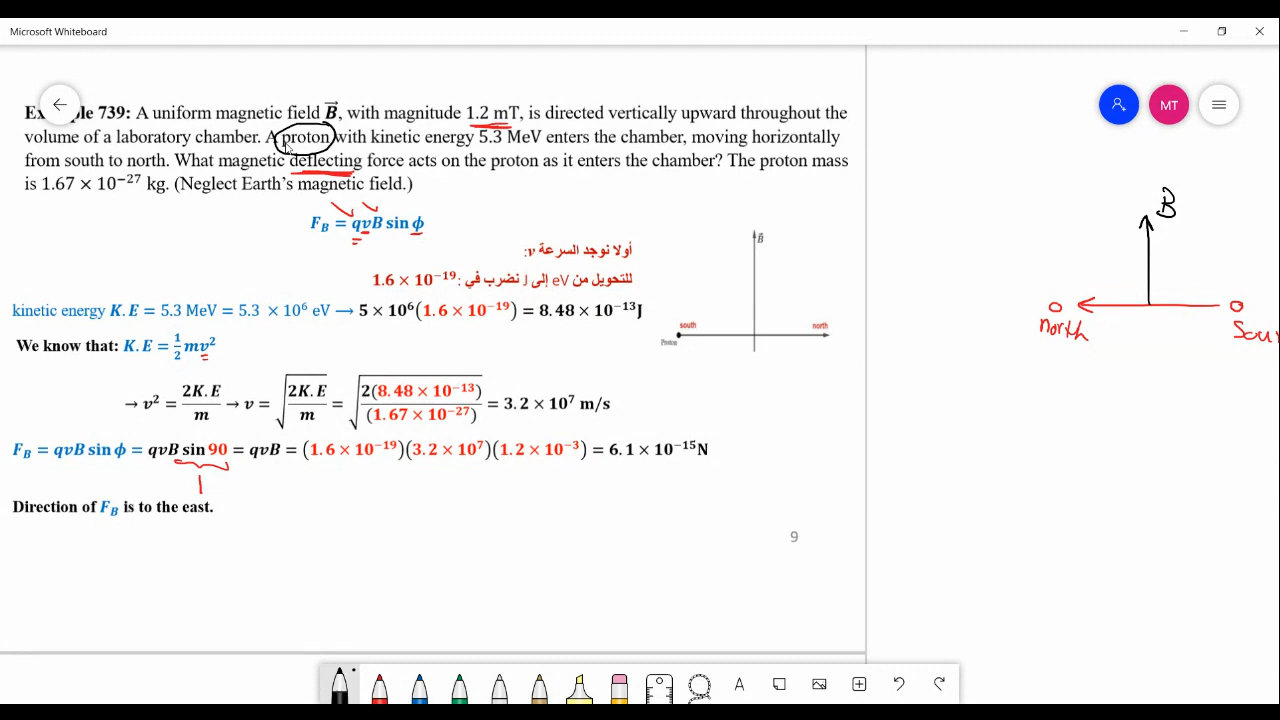 Microsoft Whiteboard
ple 739: A uniform magnetic field B⃗, with magnitude 1.2 mT, is directed vertically upward throughout the
volume of a laboratory chamber. A proton with kinetic energy 5.3 MeV enters the chamber, moving horizontally
from south to north. What magnetic deflecting force acts on the proton as it enters the chamber? The proton mass
is 1.67 × 10⁻²⁷ kg. (Neglect Earth's magnetic field.)
F_B = qvB sin ϕ
أولا نوجد السرعة v:
للتحويل من eV إلى J نضرب في: 1.6 × 10⁻¹⁹
kinetic energy K.E = 5.3 MeV = 5.3 × 10⁶ eV → 5 × 10⁶(1.6 × 10⁻¹⁹) = 8.48 × 10⁻¹³J
We know that: K.E = ½mv²
→ v² = 2K.E/m → v = √(2K.E/m) = √(2(8.48 × 10⁻¹³)/(1.67 × 10⁻²⁷)) = 3.2 × 10⁷ m/s
F_B = qvB sin ϕ = qvB sin 90 = qvB = (1.6 × 10⁻¹⁹)(3.2 × 10⁷)(1.2 × 10⁻³) = 6.1 × 10⁻¹⁵N
1
Direction of F_B is to the east.
9
B⃗
south north
Proton
MT
B⃗
north Sou
A